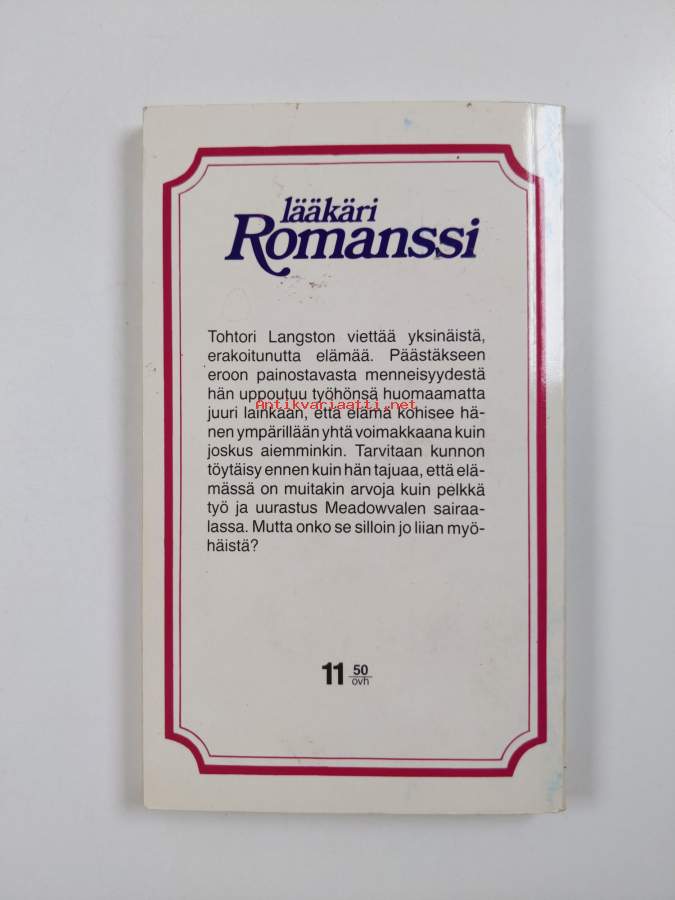 lääkäri
Romanssi
Tohtori Langston viettää yksinäistä,
erakoitunutta elämää. Päästäkseen
eroon painostavasta menneisyydestä
hän uppoutuu työhönsä huomaamatta
Antikvariaatti.net
juuri lainkaan, että elämä kohisee hä-
nen ympärillään yhtä voimakkaana kuin
joskus aiemminkin. Tarvitaan kunnon
töytäisy ennen kuin hän tajuaa, että elä-
mässä on muitakin arvoja kuin pelkkä
työ ja uurastus Meadowvalen sairaa-
lassa. Mutta onko se silloin jo liian myö-
häistä?
11 50
ovh